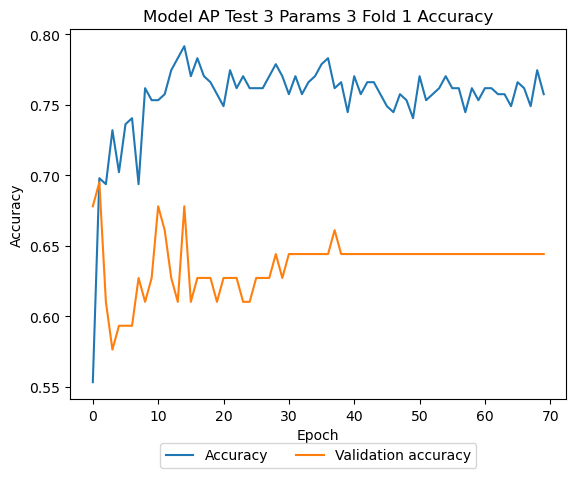 Model AP Test 3 Params 3 Fold 1 Accuracy
0.80
0.75
0.70
0.65
0.60
0.55
Accuracy
0 10 20 30 40 50 60 70
Epoch
Accuracy Validation accuracy